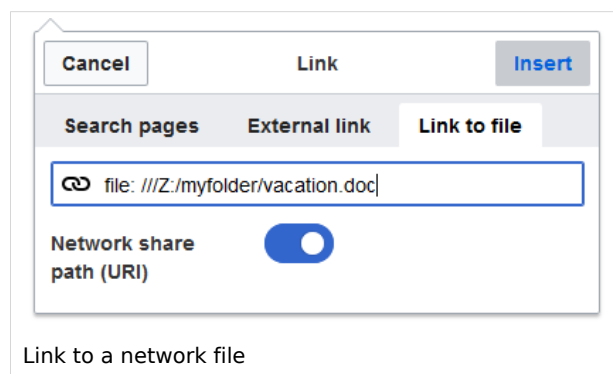 Cancel Link Insert
Search pages External link Link to file
file: ///Z:/myfolder/vacation.doc
Network share
path (URI)
Link to a network file